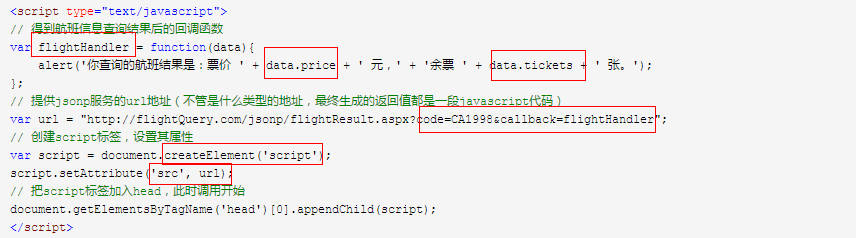 <script type="text/javascript">
// 得到航班信息查询结果后的回调函数
var flightHandler = function(data){
    alert('你查询的航班结果是：票价 ' + data.price + ' 元，' + '余票 ' + data.tickets + ' 张。');
};
// 提供jsonp服务的url地址（不管是什么类型的地址，最终生成的返回值都是一段javascript代码）
var url = "http://flightQuery.com/jsonp/flightResult.aspx?code=CA1998&callback=flightHandler";
// 创建script标签，设置其属性
var script = document.createElement('script');
script.setAttribute('src', url);
// 把script标签加入head，此时调用开始
document.getElementsByTagName('head')[0].appendChild(script);
</script>